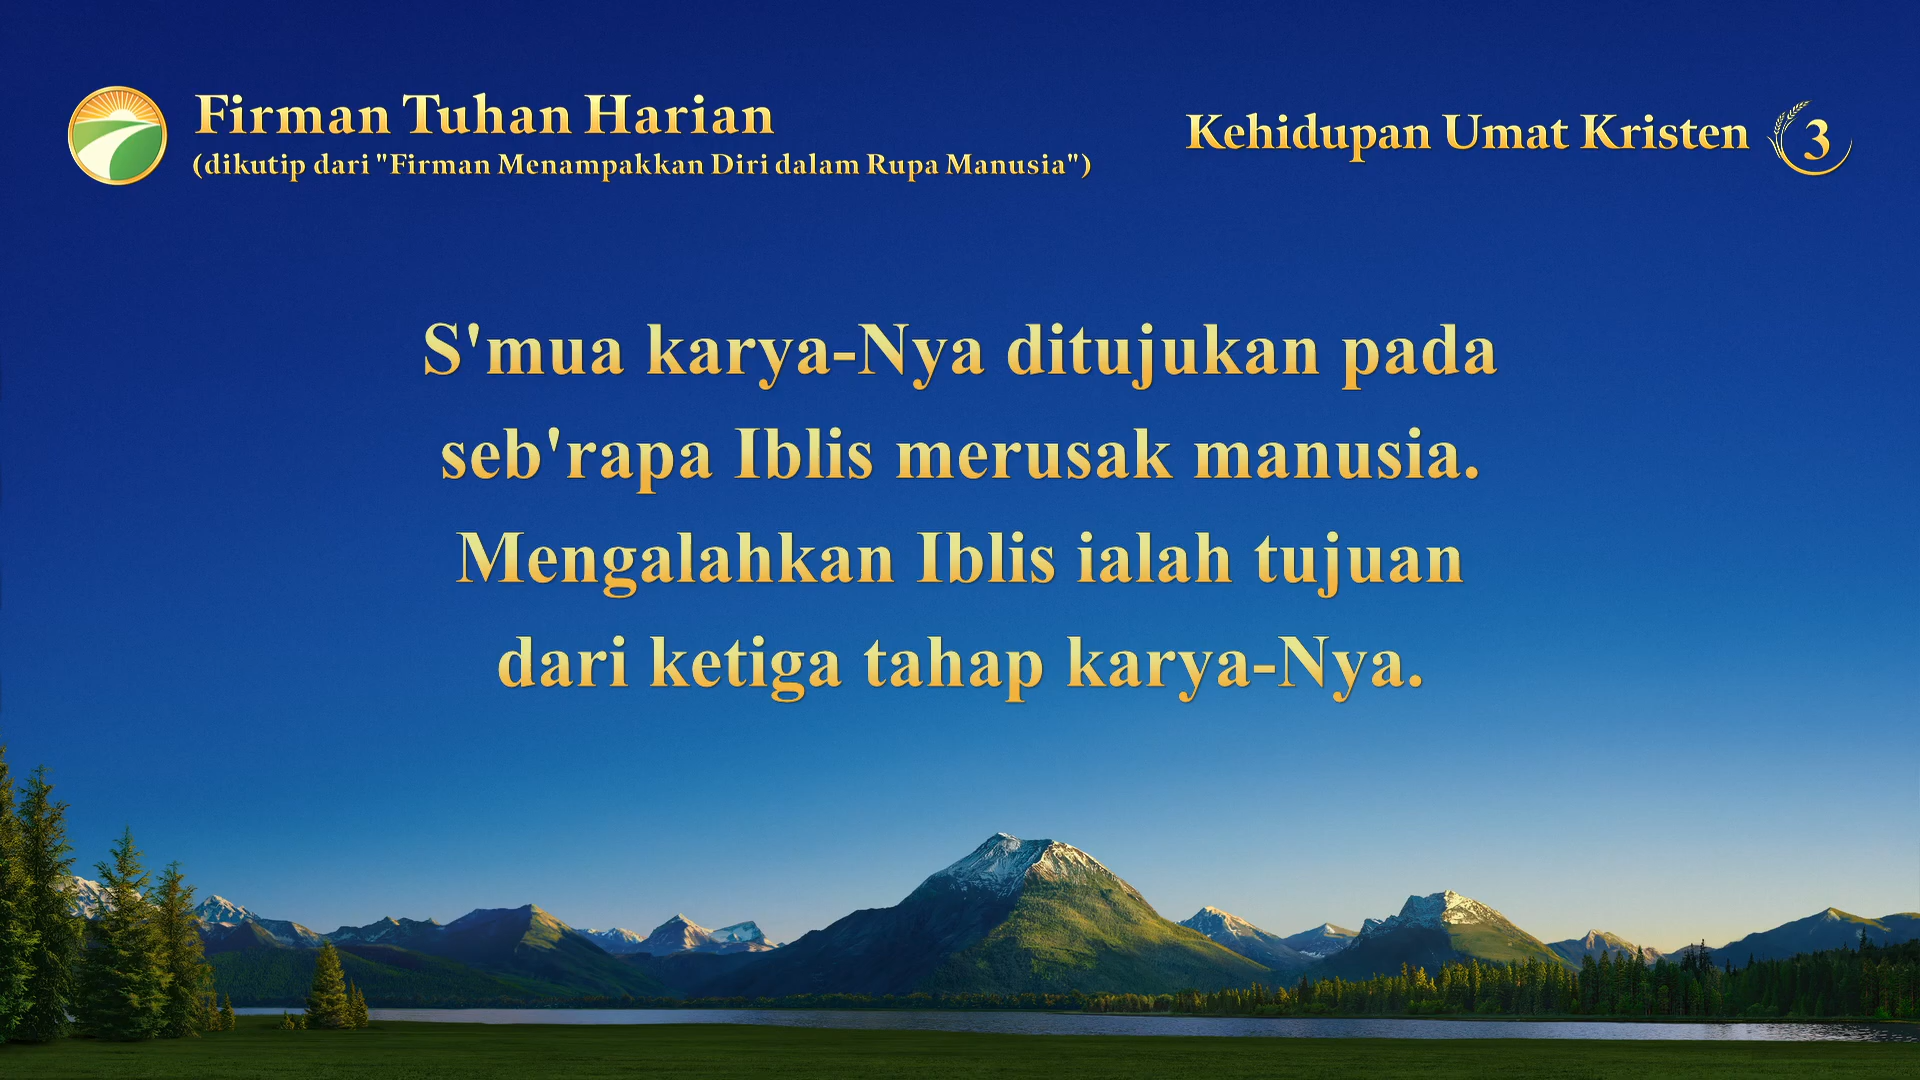 Firman Tuhan Harian
(dikutip dari "Firman Menampakkan Diri dalam Rupa Manusia")
Kehidupan Umat Kristen 3
S'mua karya-Nya ditujukan pada
seb'rapa Iblis merusak manusia.
Mengalahkan Iblis ialah tujuan
dari ketiga tahap karya-Nya.